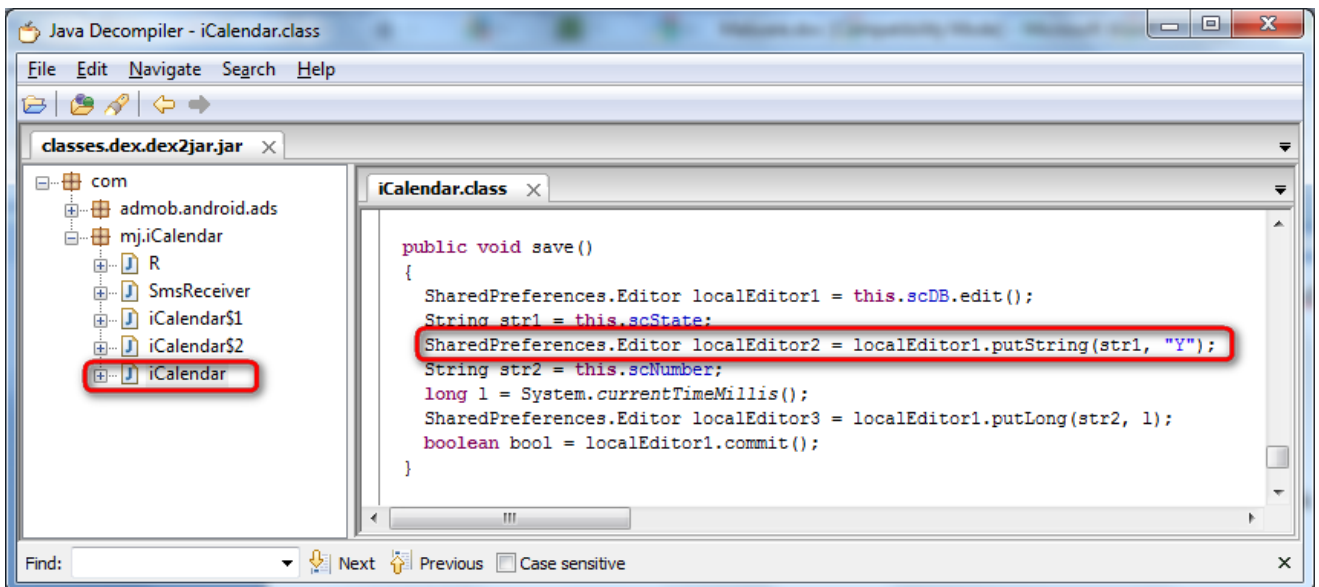 Java Decompiler - iCalendar.class
File Edit Navigate Search Help
classes.dex.dex2jar.jar
com
admob.android.ads
mj.iCalendar
R
SmsReceiver
iCalendar$1
iCalendar$2
iCalendar
iCalendar.class
public void save()
{
SharedPreferences.Editor localEditor1 = this.scDB.edit();
String str1 = this.scState;
SharedPreferences.Editor localEditor2 = localEditor1.putString(str1, "Y");
String str2 = this.scNumber;
long l = System.currentTimeMillis();
SharedPreferences.Editor localEditor3 = localEditor1.putLong(str2, l);
boolean bool = localEditor1.commit();
}
Find: Next Previous Case sensitive